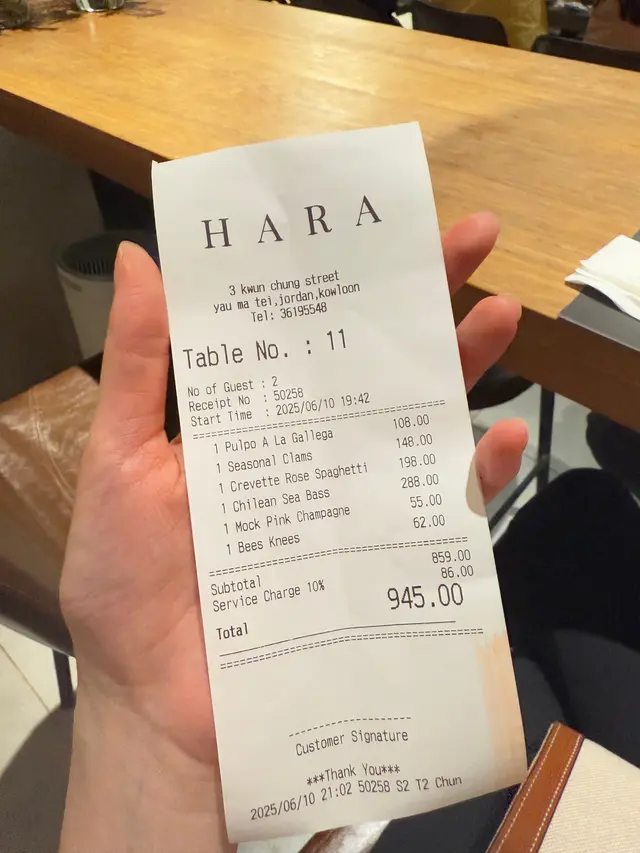 HARA
3 kwun chung street
yau ma tei,jordan,kowloon
Tel: 36195548
Table No. : 11
No of Guest : 2
Receipt No : 50258
Start Time : 2025/06/10 19:42
1 Pulpo A La Gallega 108.00
1 Seasonal Clams 148.00
1 Crevette Rose Spaghetti 198.00
1 Chilean Sea Bass 288.00
1 Mock Pink Champagne 55.00
1 Bees Knees 62.00
Subtotal 859.00
Service Charge 10% 86.00
Total 945.00
Customer Signature
***Thank You***
2025/06/10 21:02 50258 S2 T2 Chun